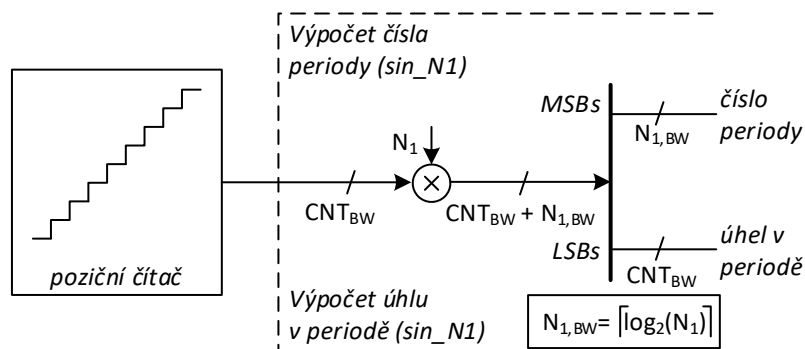 Výpočet čísla
periody (sin_N1)
MSBs
číslo
periody
N1,BW
N1
×
CNTBW
CNTBW + N1,BW
LSBs
úhel v
periodě
CNTBW
poziční čítač
Výpočet úhlu
v periodě (sin_N1)
N1,BW= ⌈log2(N1)⌉